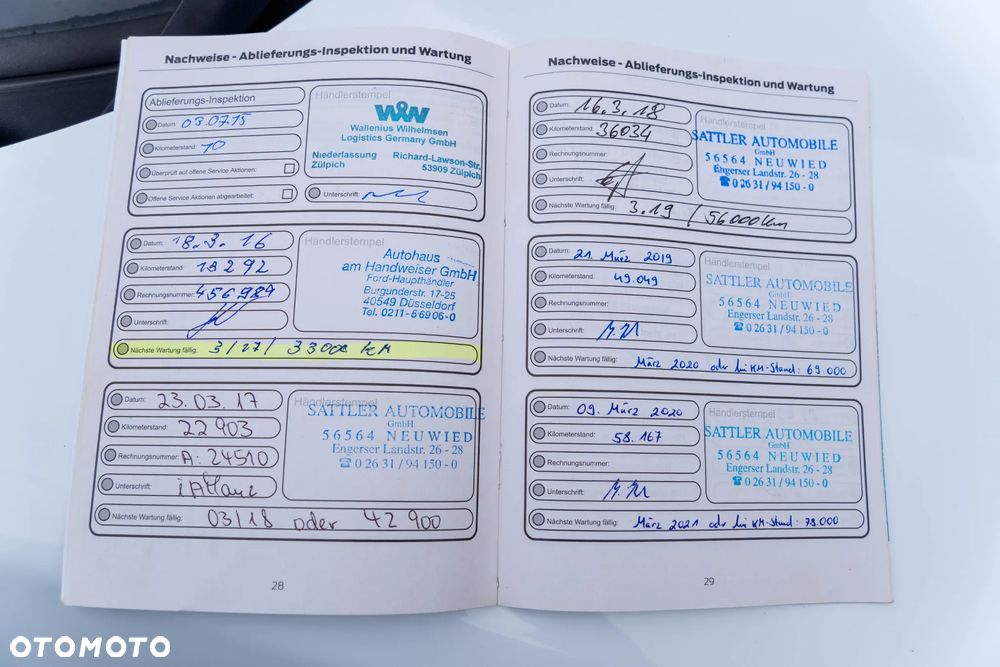 Nachweise - Ablieferungs-Inspektion und Wartung
Ablieferungs-Inspektion
Datum: 03.07.15
Kilometerstand: 10
Überprüft auf offene Service Aktionen:
Offene Service Aktionen abgearbeitet:
Händlerstempel
W&W
Wallenius Wilhelmsen
Logistics Germany GmbH
Niederlassung Richard-Lawson-Str.
Zülpich 53909 Zülpich
Unterschrift:
Datum: 18.3.16
Kilometerstand: 18292
Rechnungsnummer: 456984
Unterschrift:
Händlerstempel
Autohaus
am Handweiser GmbH
Ford-Haupthändler
Burgunderstr. 17-25
40549 Düsseldorf
Tel. 0211-56906-0
Nächste Wartung fällig: 3/17/ 33000 KM
Datum: 23.03.17
Kilometerstand: 22903
Rechnungsnummer: A: 24510
Unterschrift:
Händlerstempel
SATTLER AUTOMOBILE
GmbH
56564 NEUWIED
Engerser Landstr. 26 - 28
☎ 0 26 31 / 94 150 - 0
Nächste Wartung fällig: 03/18 oder 42 900
28
Nachweise - Ablieferungs-Inspektion und Wartung
Datum: 16.3.18
Kilometerstand: 36034
Rechnungsnummer:
Unterschrift:
Händlerstempel
SATTLER AUTOMOBILE
GmbH
56564 NEUWIED
Engerser Landstr. 26 - 28
☎ 0 26 31 / 94 150 - 0
Nächste Wartung fällig: 3.19 / 56000km
Datum: 21. März 2019
Kilometerstand: 49.049
Rechnungsnummer:
Unterschrift:
Händlerstempel
SATTLER AUTOMOBILE
GmbH
56564 NEUWIED
Engerser Landstr. 26 - 28
☎ 0 26 31 / 94 150 - 0
Nächste Wartung fällig: März 2020 oder bei KM-Stand: 69.000
Datum: 09. März 2020
Kilometerstand: 58.167
Rechnungsnummer:
Unterschrift:
Händlerstempel
SATTLER AUTOMOBILE
GmbH
56564 NEUWIED
Engerser Landstr. 26 - 28
☎ 0 26 31 / 94 150 - 0
Nächste Wartung fällig: März 2021 oder bei KM-Stand: 78.000
29
OTOMOTO